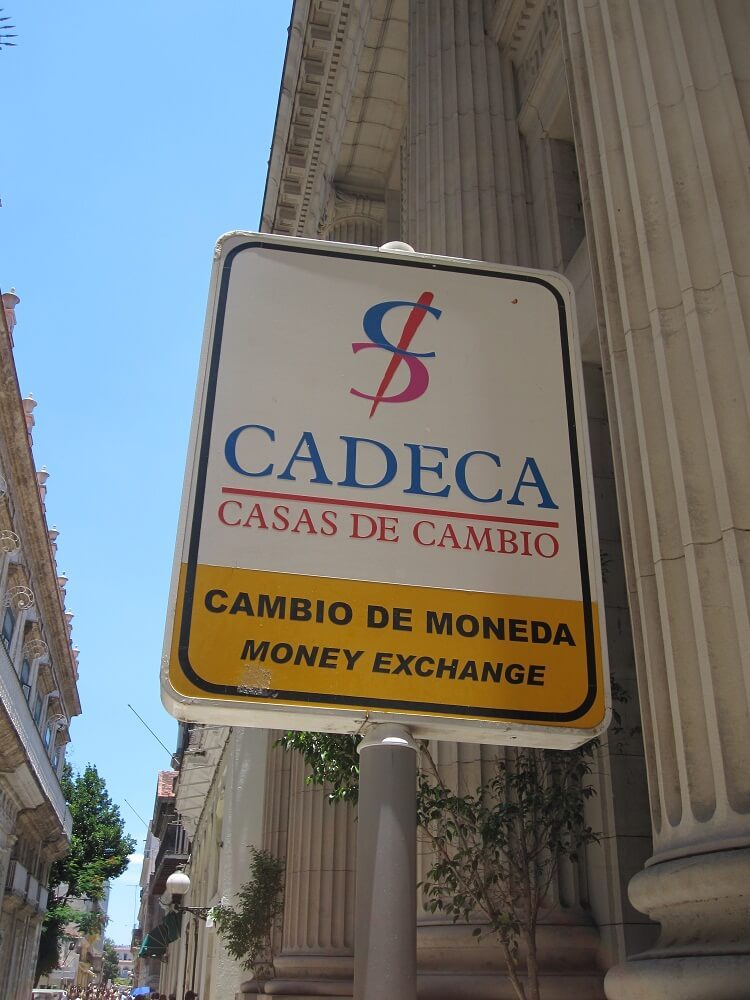 CADECA
CASAS DE CAMBIO
CAMBIO DE MONEDA
MONEY EXCHANGE